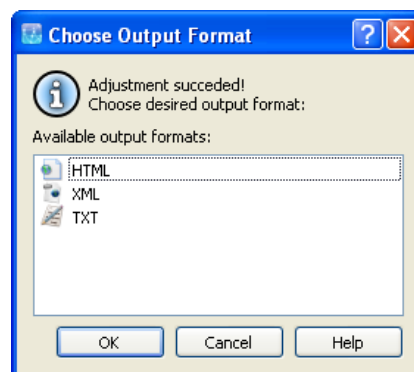 Choose Output Format
Adjustment succeded!
Choose desired output format:
Available output formats:
HTML
XML
TXT
OK Cancel Help